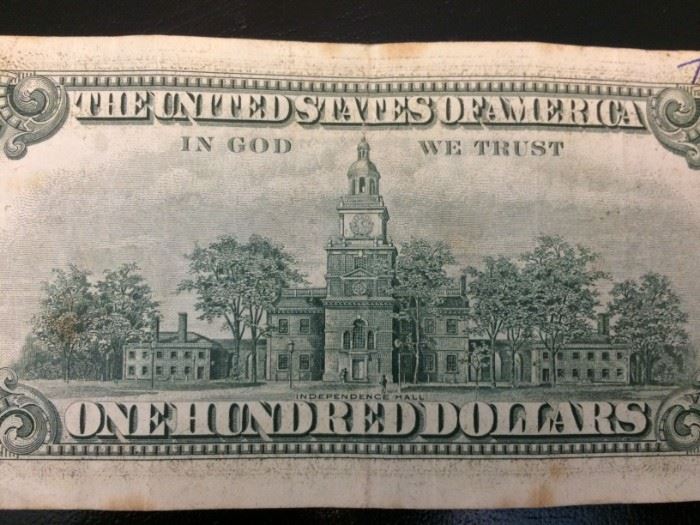 THE UNITED STATES OF AMERICA
IN GOD WE TRUST
INDEPENDENCE HALL
ONE HUNDRED DOLLARS